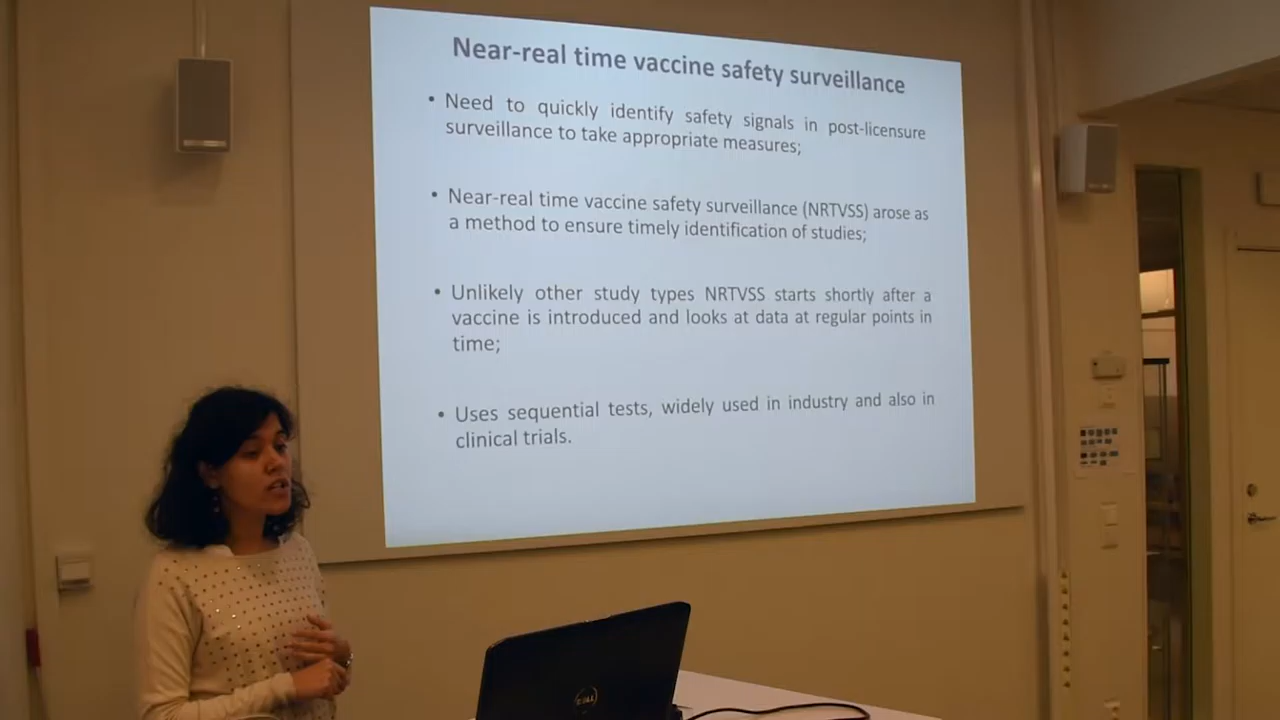 Near-real time vaccine safety surveillance
• Need to quickly identify safety signals in post-licensure
surveillance to take appropriate measures;
• Near-real time vaccine safety surveillance (NRTVSS) arose as
a method to ensure timely identification of studies;
• Unlikely other study types NRTVSS starts shortly after a
vaccine is introduced and looks at data at regular points in
time;
• Uses sequential tests, widely used in industry and also in
clinical trials.
DELL